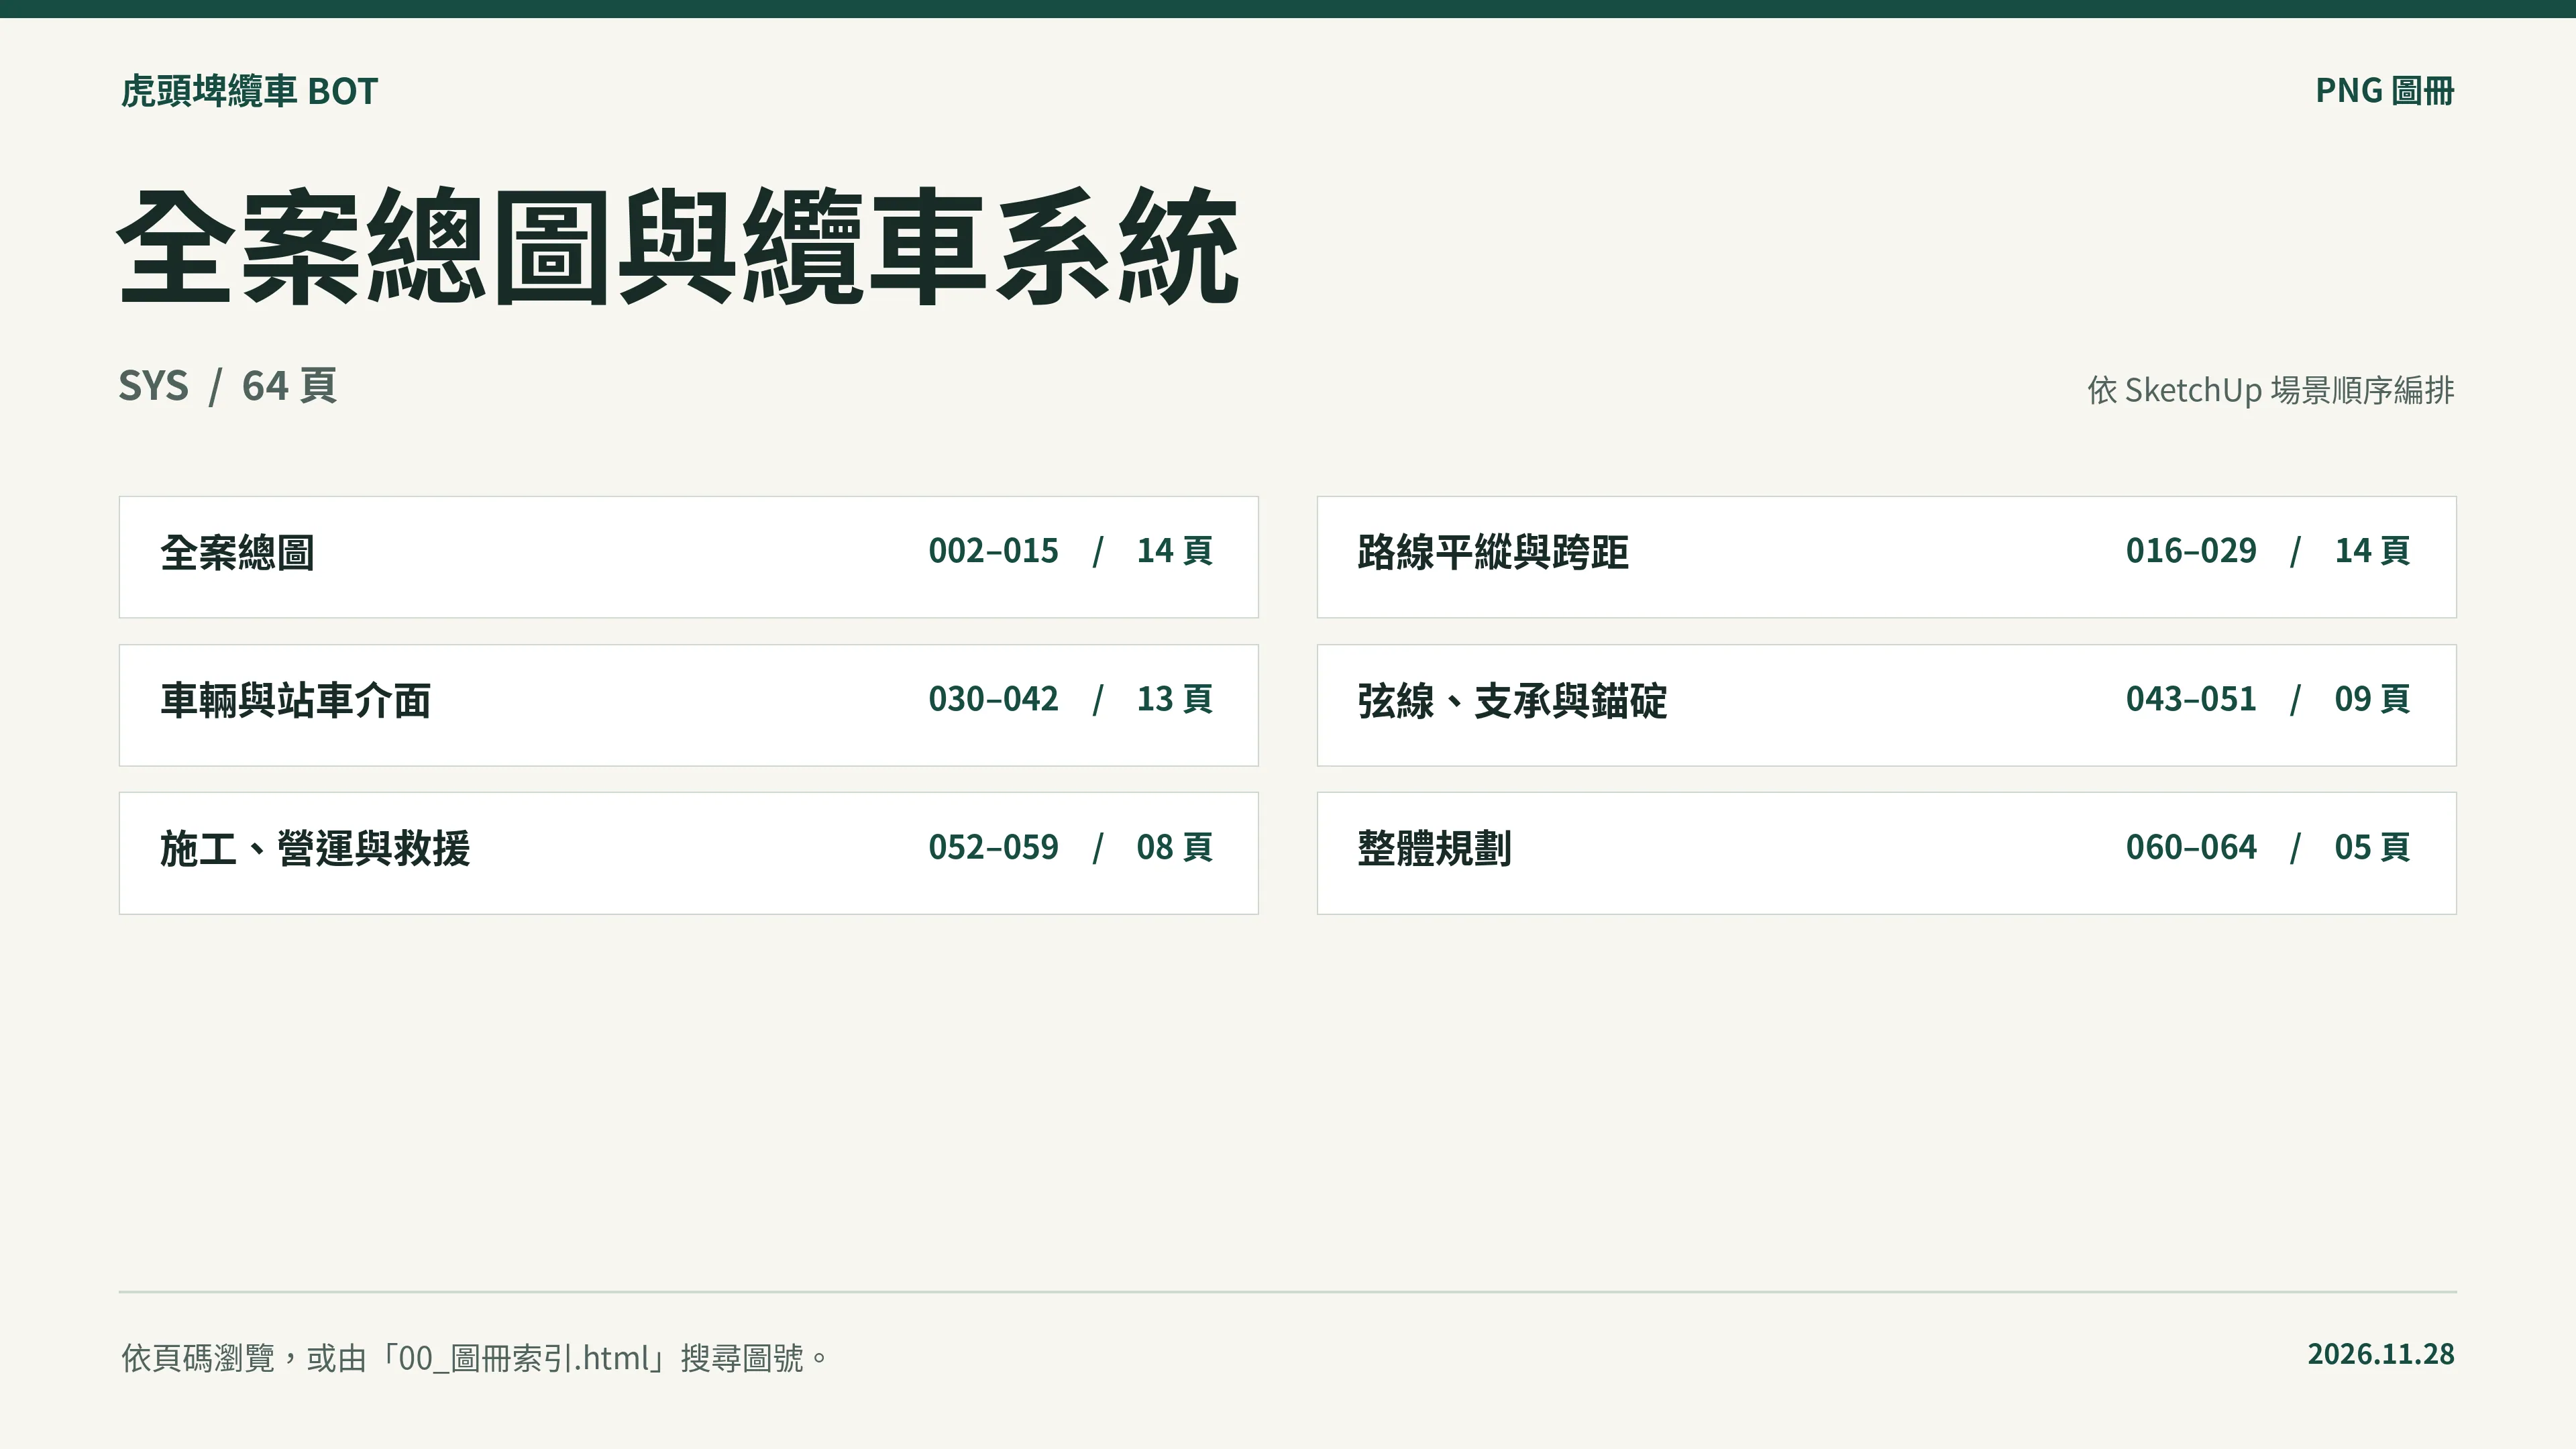 虎頭埤纜車 BOT
PNG 圖冊
全案總圖與纜車系統
SYS / 64 頁
依 SketchUp 場景順序編排
全案總圖 002–015 / 14 頁
路線平縱與跨距 016–029 / 14 頁
車輛與站車介面 030–042 / 13 頁
弦線、支承與錨碇 043–051 / 09 頁
施工、營運與救援 052–059 / 08 頁
整體規劃 060–064 / 05 頁
依頁碼瀏覽，或由「00_圖冊索引.html」搜尋圖號。
2026.11.28